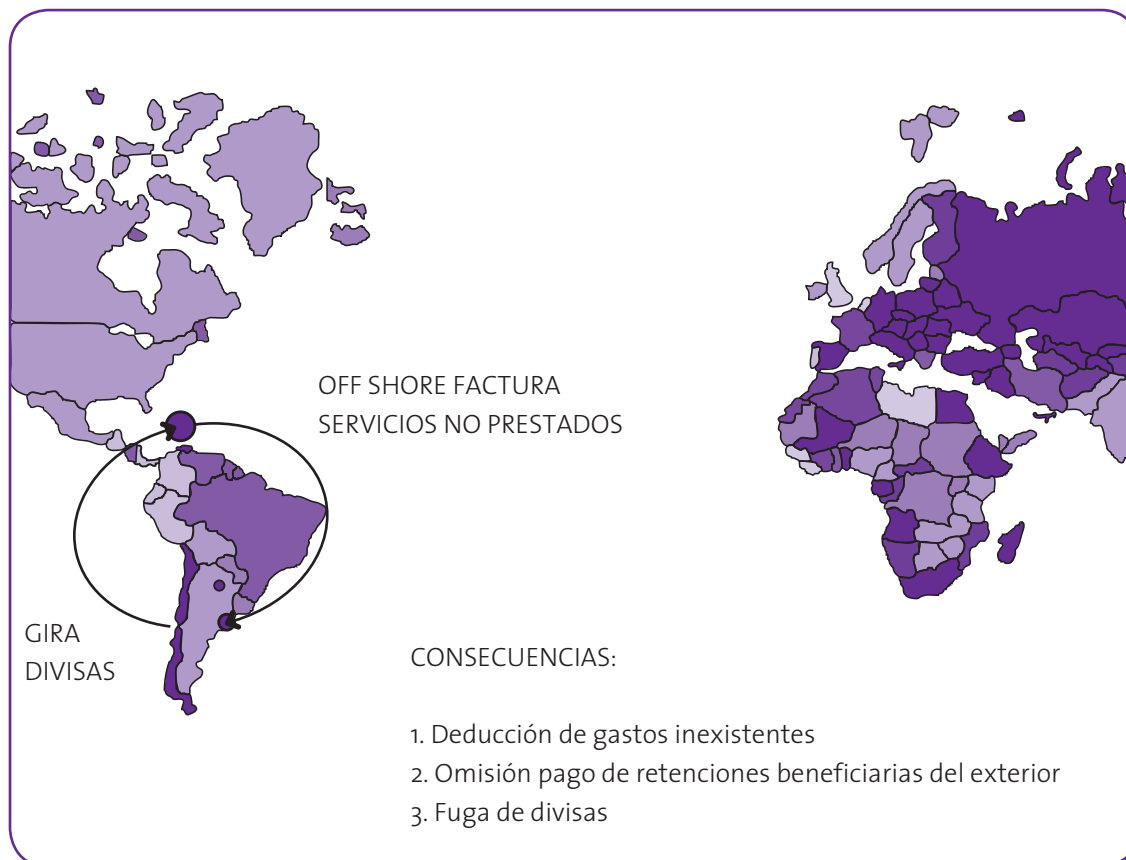 OFF SHORE FACTURA
SERVICIOS NO PRESTADOS
GIRA
DIVISAS
CONSECUENCIAS:
1. Deducción de gastos inexistentes
2. Omisión pago de retenciones beneficiarias del exterior
3. Fuga de divisas